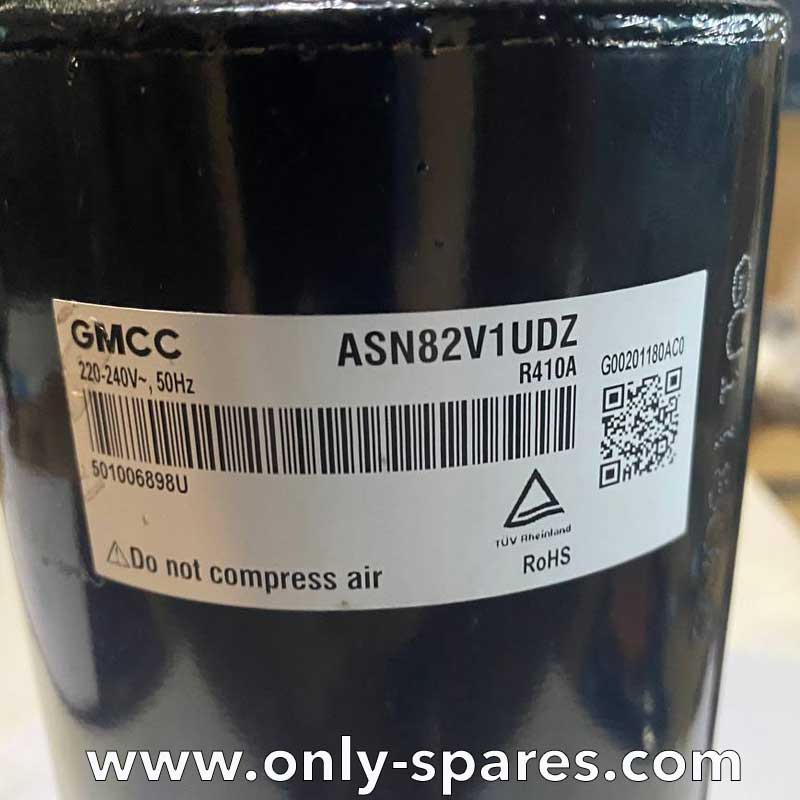 GMCC
220-240V~, 50Hz
ASN82V1UDZ
R410A
G00201180AC0
501006898U
TÜV Rheinland
RoHS
Do not compress air
www.only-spares.com